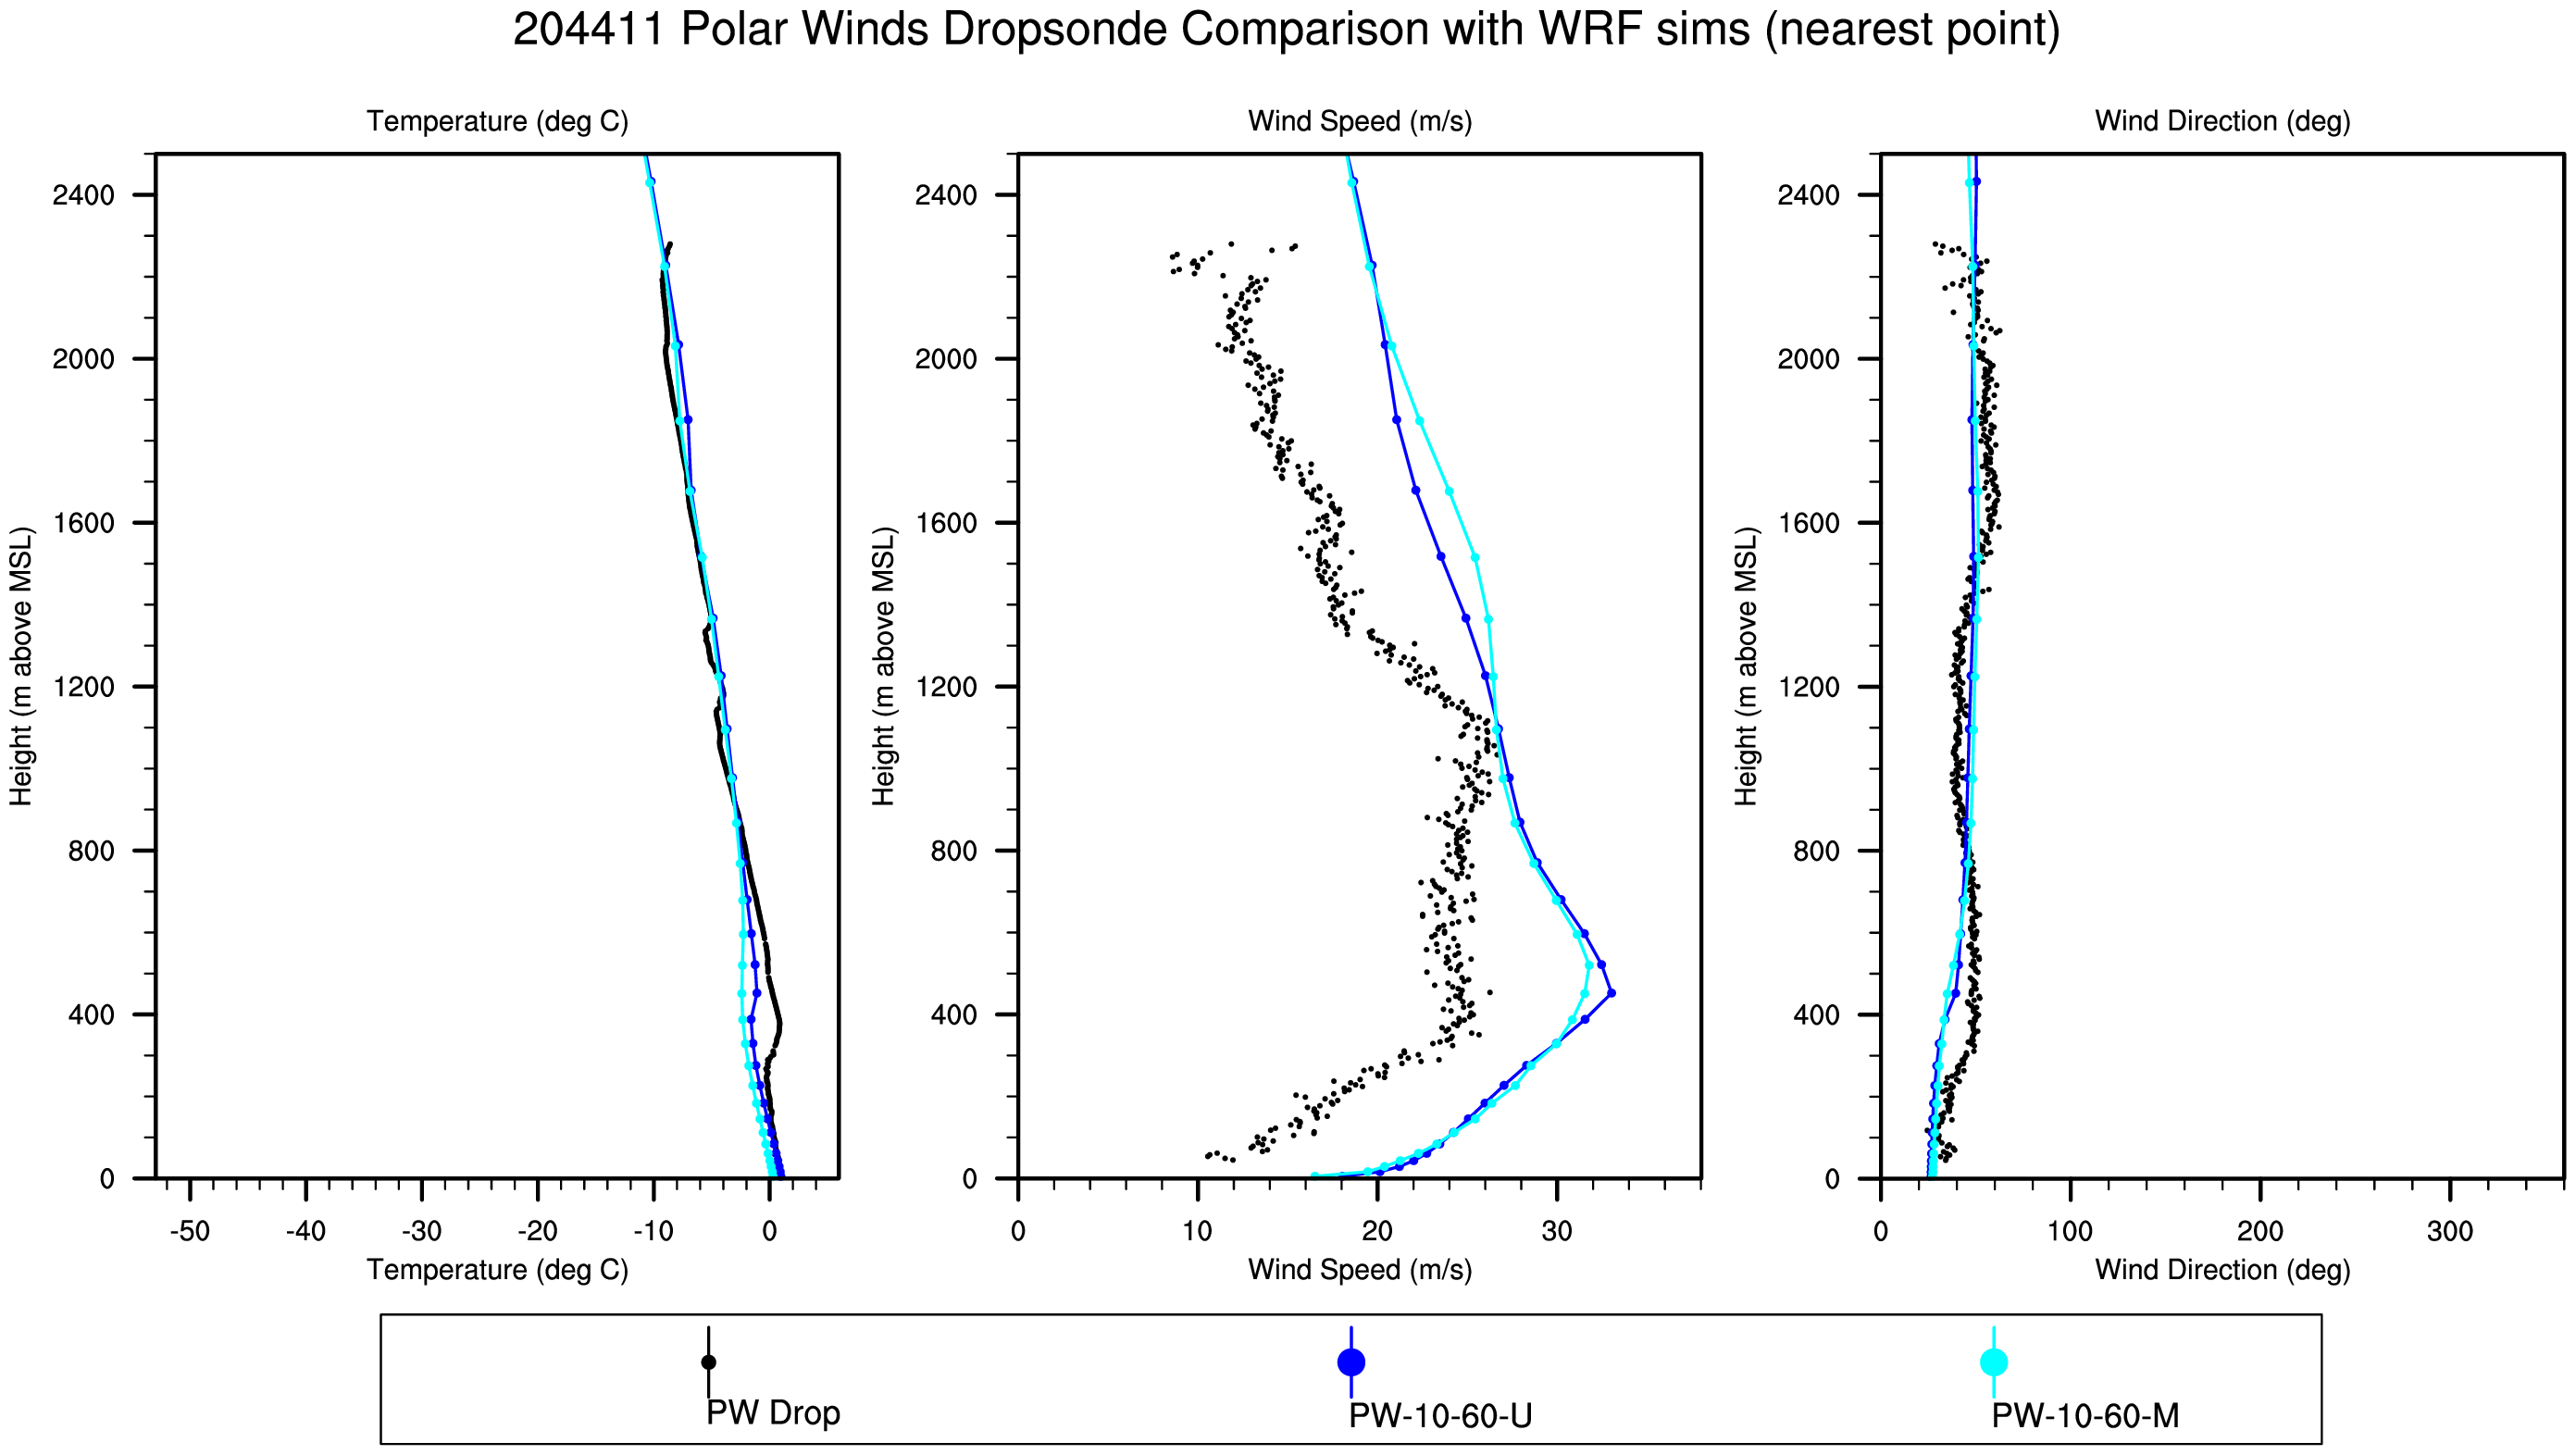 204411 Polar Winds Dropsonde Comparison with WRF sims (nearest point)
Temperature (deg C)
Wind Speed (m/s)
Wind Direction (deg)
Height (m above MSL)
2400
2000
1600
1200
800
400
0
-50 -40 -30 -20 -10 0
Temperature (deg C)
Height (m above MSL)
2400
2000
1600
1200
800
400
0
0 10 20 30
Wind Speed (m/s)
Height (m above MSL)
2400
2000
1600
1200
800
400
0
0 100 200 300
Wind Direction (deg)
PW Drop
PW-10-60-U
PW-10-60-M